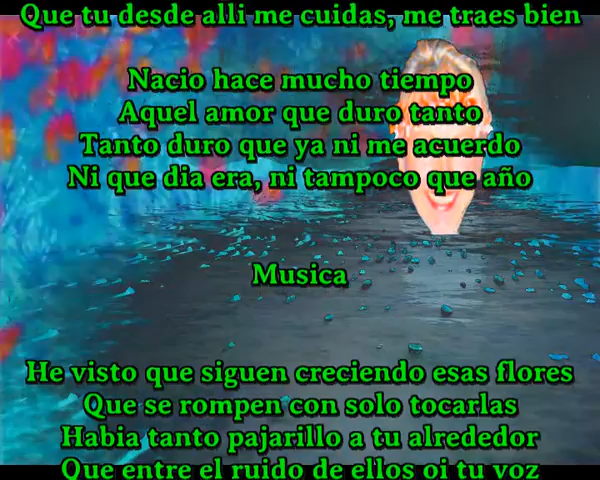 Que tu desde alli me cuidas, me traes bien
Nacio hace mucho tiempo
Aquel amor que duro tanto
Tanto duro que ya ni me acuerdo
Ni que dia era, ni tampoco que año
Musica
He visto que siguen creciendo esas flores
Que se rompen con solo tocarlas
Habia tanto pajarillo a tu alrededor
Que entre el ruido de ellos oi tu voz